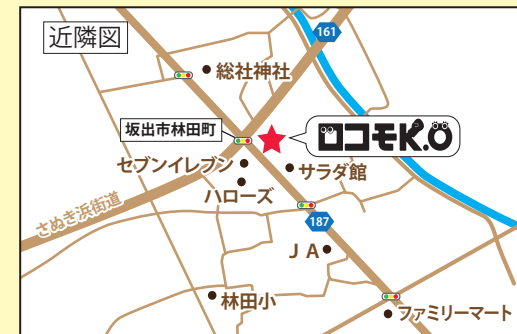 近隣図
161
総社神社
坂出市林田町
ロコモK.O
セブンイレブン
サラダ館
ハローズ
さぬき浜街道
187
JA
林田小
ファミリーマート